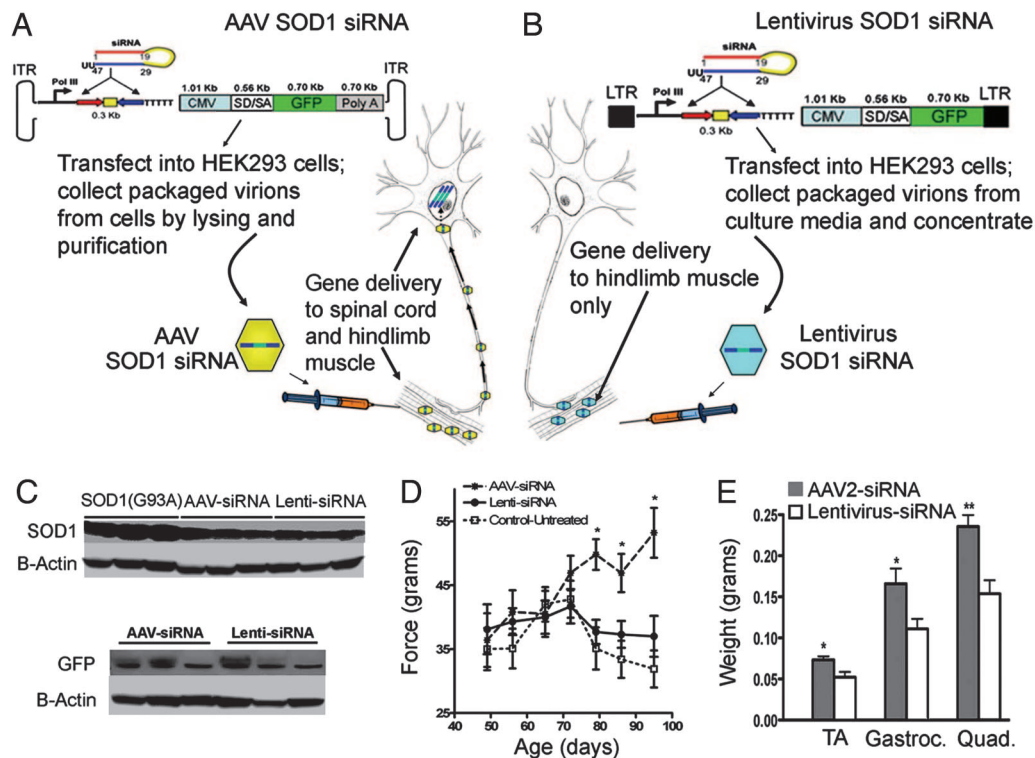 A
AAV SOD1 siRNA
siRNA
1
19
UU
47
29
ITR
Pol III
TTTTT
0.3 Kb
1.01 Kb
0.56 Kb
0.70 Kb
0.70 Kb
CMV
SD/SA
GFP
Poly A
ITR
Transfect into HEK293 cells;
collect packaged virions
from cells by lysing and
purification
Gene delivery
to spinal cord
and hindlimb
muscle
AAV
SOD1 siRNA
B
Lentivirus SOD1 siRNA
siRNA
1
19
UU
47
29
LTR
Pol III
TTTTT
0.3 Kb
1.01 Kb
0.56 Kb
0.70 Kb
CMV
SD/SA
GFP
LTR
Transfect into HEK293 cells;
collect packaged virions from
culture media and concentrate
Gene delivery
to hindlimb muscle
only
Lentivirus
SOD1 siRNA
C
SOD1(G93A) AAV-siRNA Lenti-siRNA
SOD1
B-Actin
AAV-siRNA Lenti-siRNA
GFP
B-Actin
D
AAV-siRNA
Lenti-siRNA
Control-Untreated
* * *
Force (grams)
55
45
35
25
40 50 60 70 80 90 100
Age (days)
E
AAV2-siRNA
Lentivirus-siRNA
* * **
Weight (grams)
0.25
0.20
0.15
0.10
0.05
0.00
TA Gastroc. Quad.